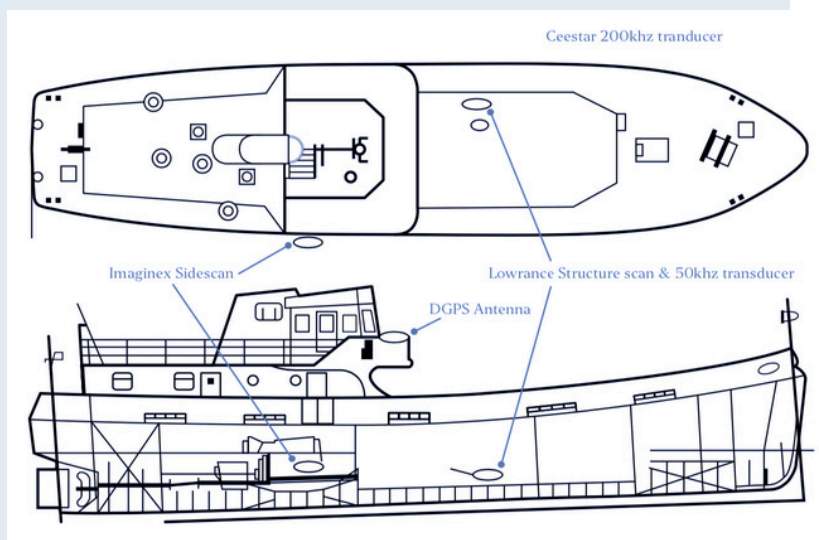 Ceestar 200khz tranducer
Imaginex Sidescan
Lowrance Structure scan & 50khz transducer
DGPS Antenna